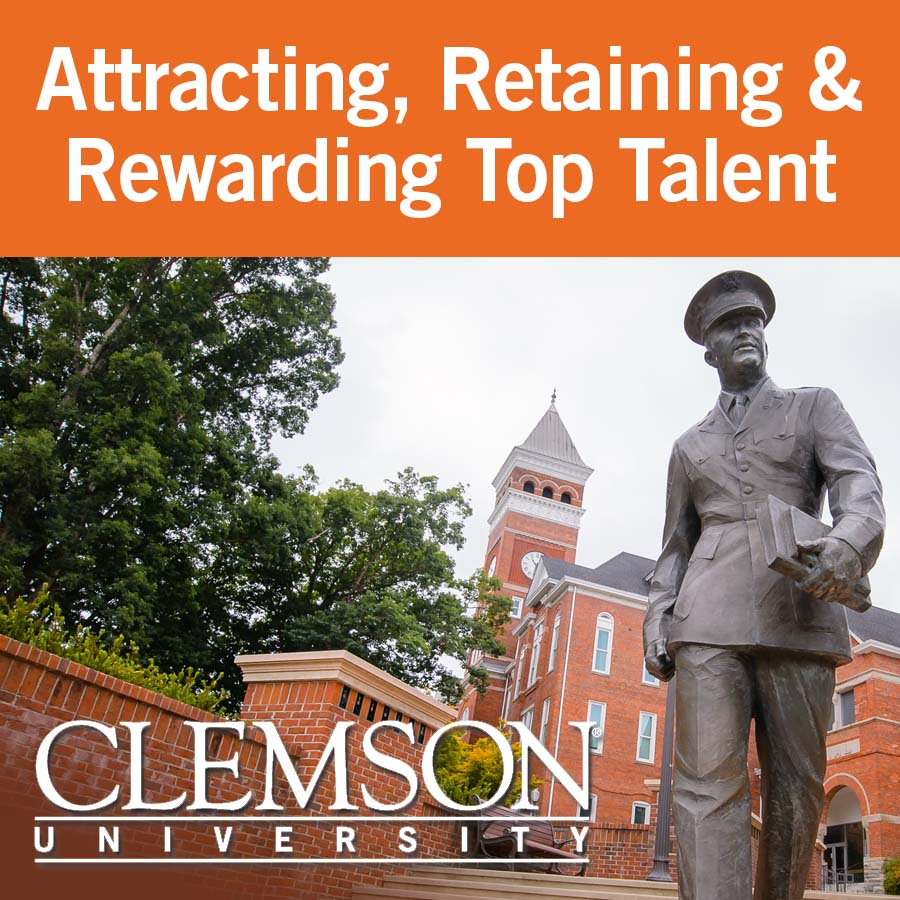 Attracting, Retaining &
Rewarding Top Talent
CLEMSON®
UNIVERSITY